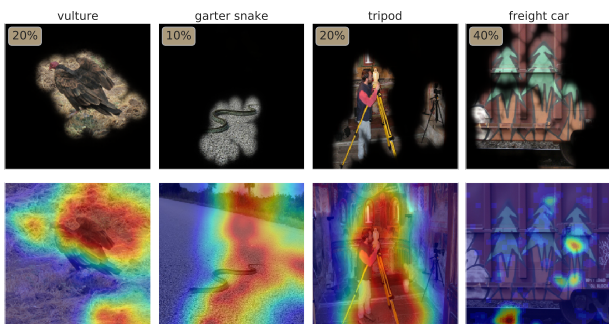 vulture
garter snake
tripod
freight car
20%
10%
20%
40%